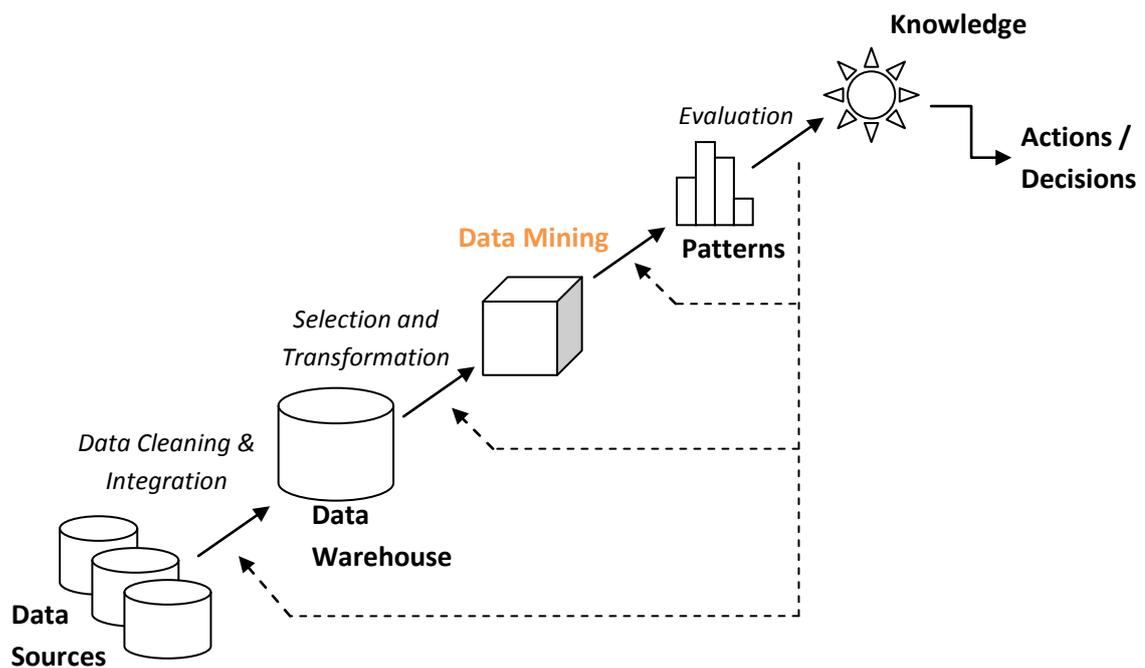 Knowledge
Evaluation
Actions /
Decisions
Data Mining
Patterns
Selection and
Transformation
Data Cleaning &
Integration
Data
Warehouse
Data
Sources